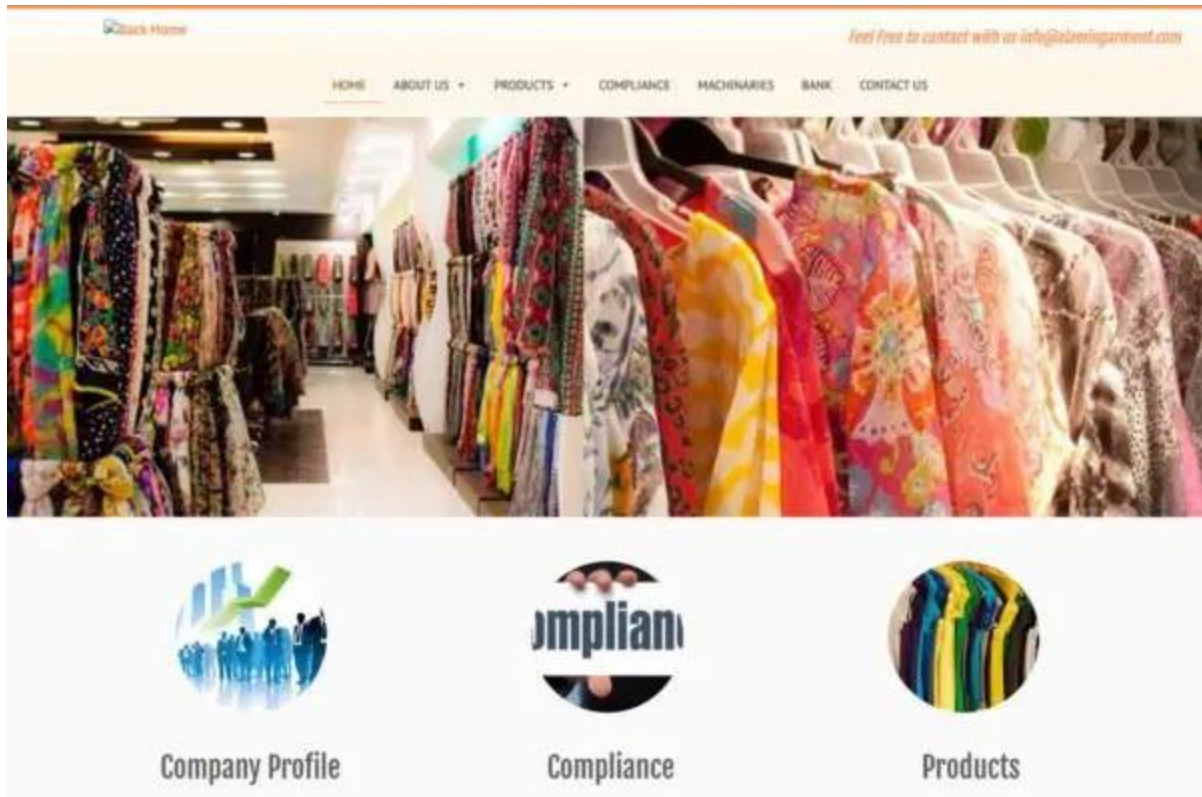 Back Home
Feel Free to contact with us info@alamingarment.com
HOME ABOUT US PRODUCTS COMPLIANCE MACHINARIES BANK CONTACT US
omplianc
Company Profile Compliance Products